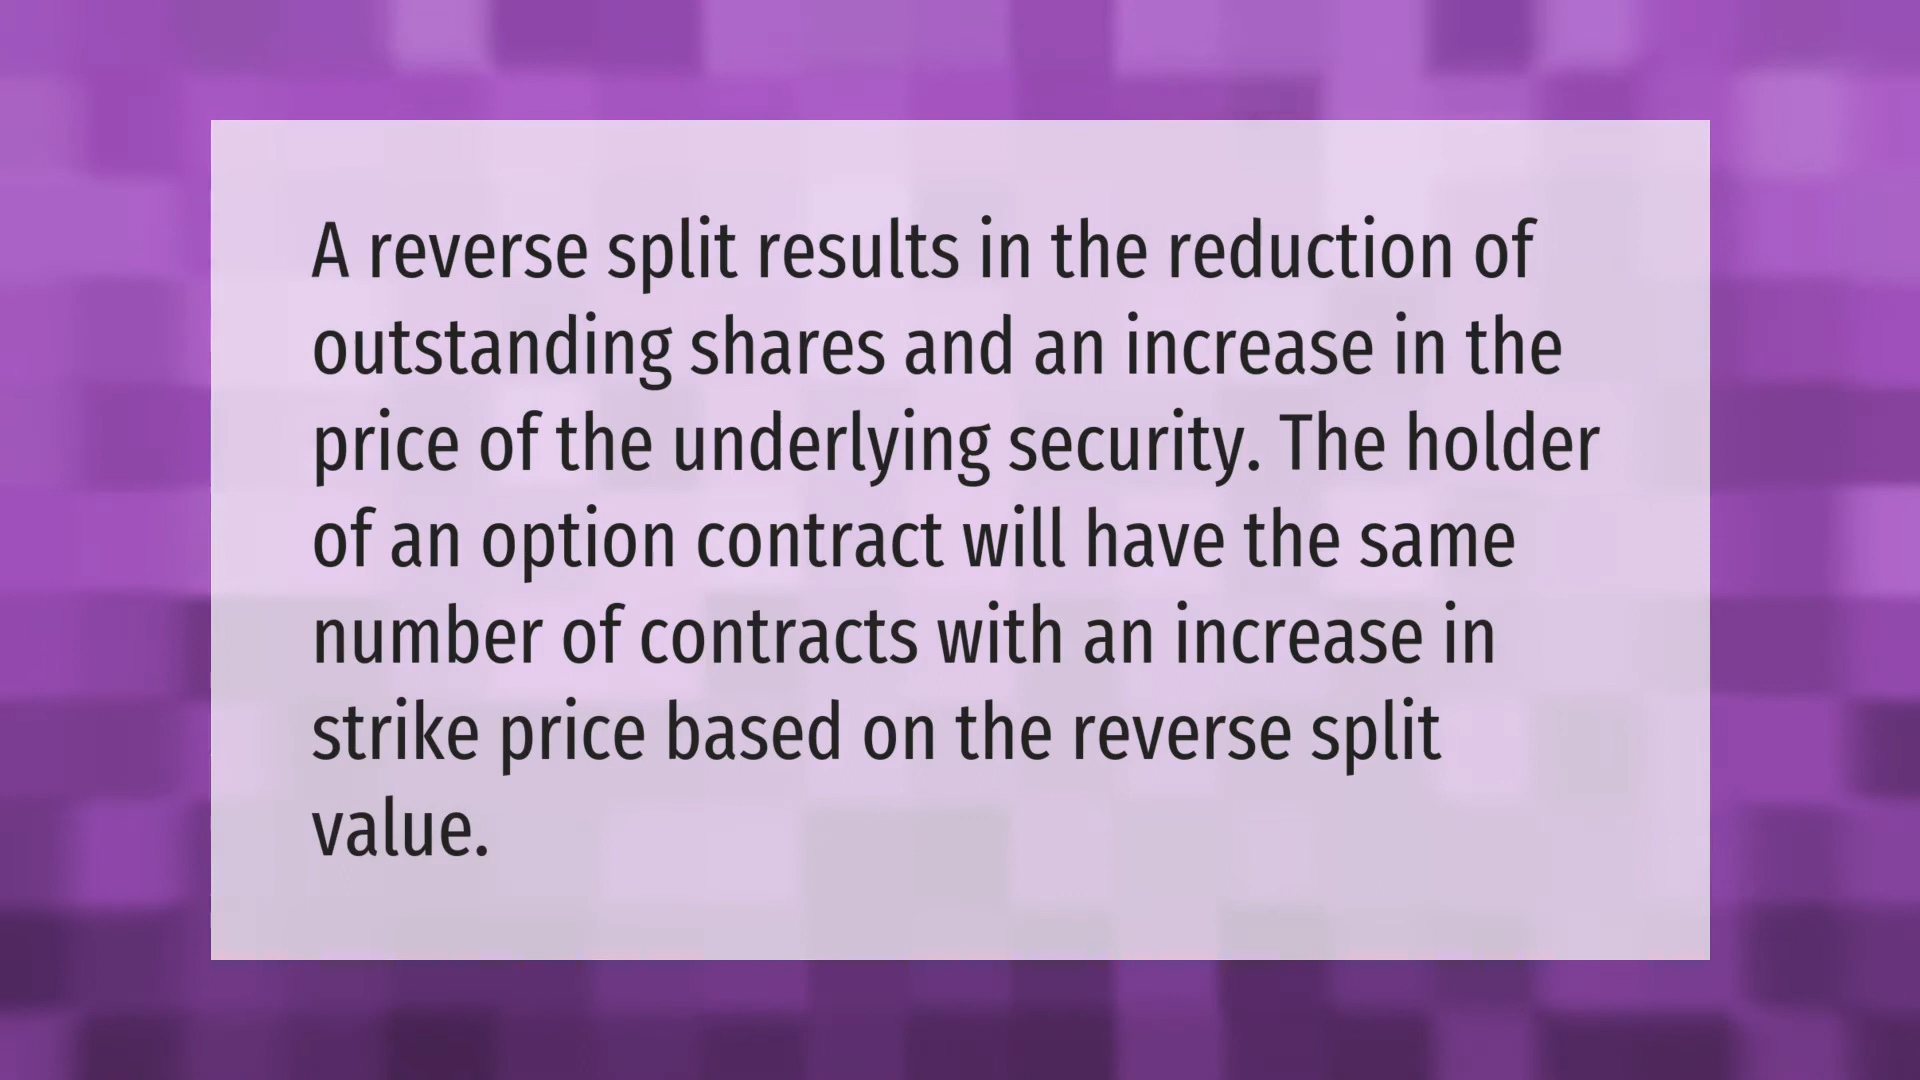 A reverse split results in the reduction of
outstanding shares and an increase in the
price of the underlying security. The holder
of an option contract will have the same
number of contracts with an increase in
strike price based on the reverse split
value.